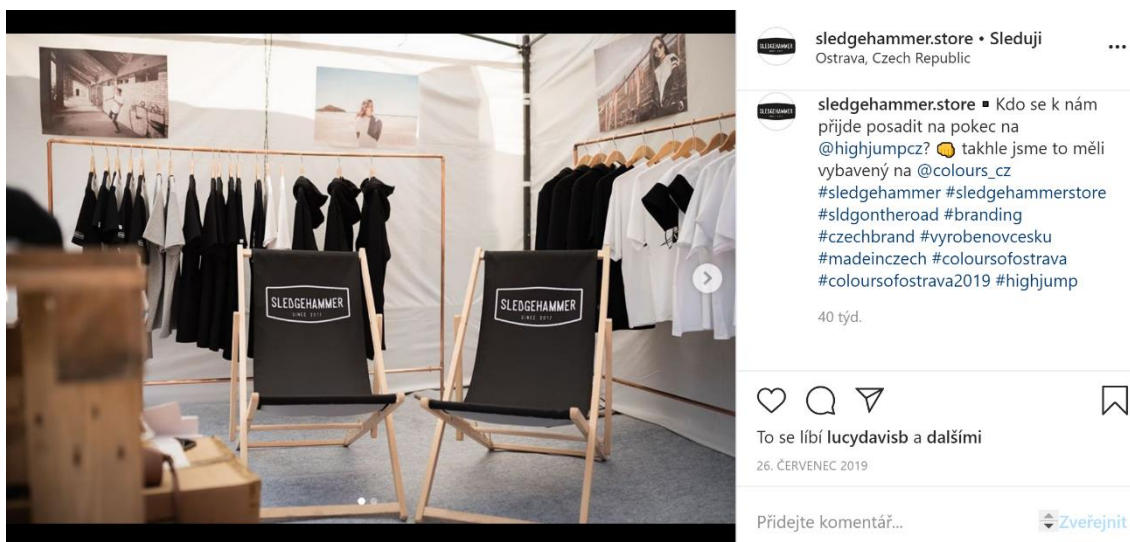 SLEDGEHAMMER
SINCE 2017
SLEDGEHAMMER
SINCE 2017
SLEDGEHAMMER
sledgehammer.store • Sleduji
Ostrava, Czech Republic
SLEDGEHAMMER
sledgehammer.store ▪ Kdo se k nám
přijde posadit na pokec na
@highjumpcz? 👊 takhle jsme to měli
vybavený na @colours_cz
#sledgehammer #sledgehammerstore
#sldgontheroad #branding
#czechbrand #vyrobenovcesku
#madeinczech #coloursofostrava
#coloursofostrava2019 #highjump
40 týd.
To se líbí lucydavisb a dalšími
26. ČERVENEC 2019
Přidejte komentář...
Zveřejnit